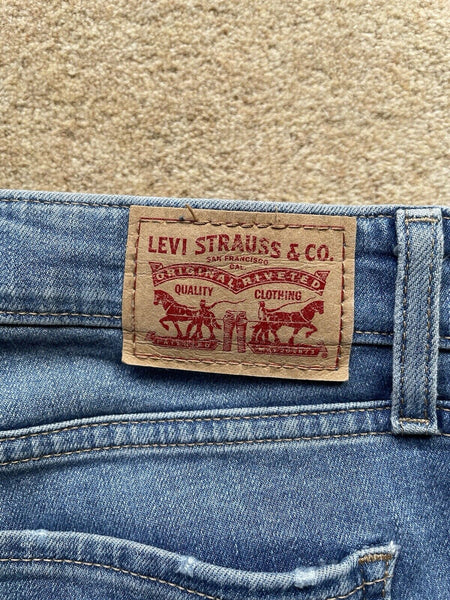 LEVI STRAUSS & CO.
SAN FRANCISCO
CAL.
ORIGINAL RIVETED
QUALITY CLOTHING